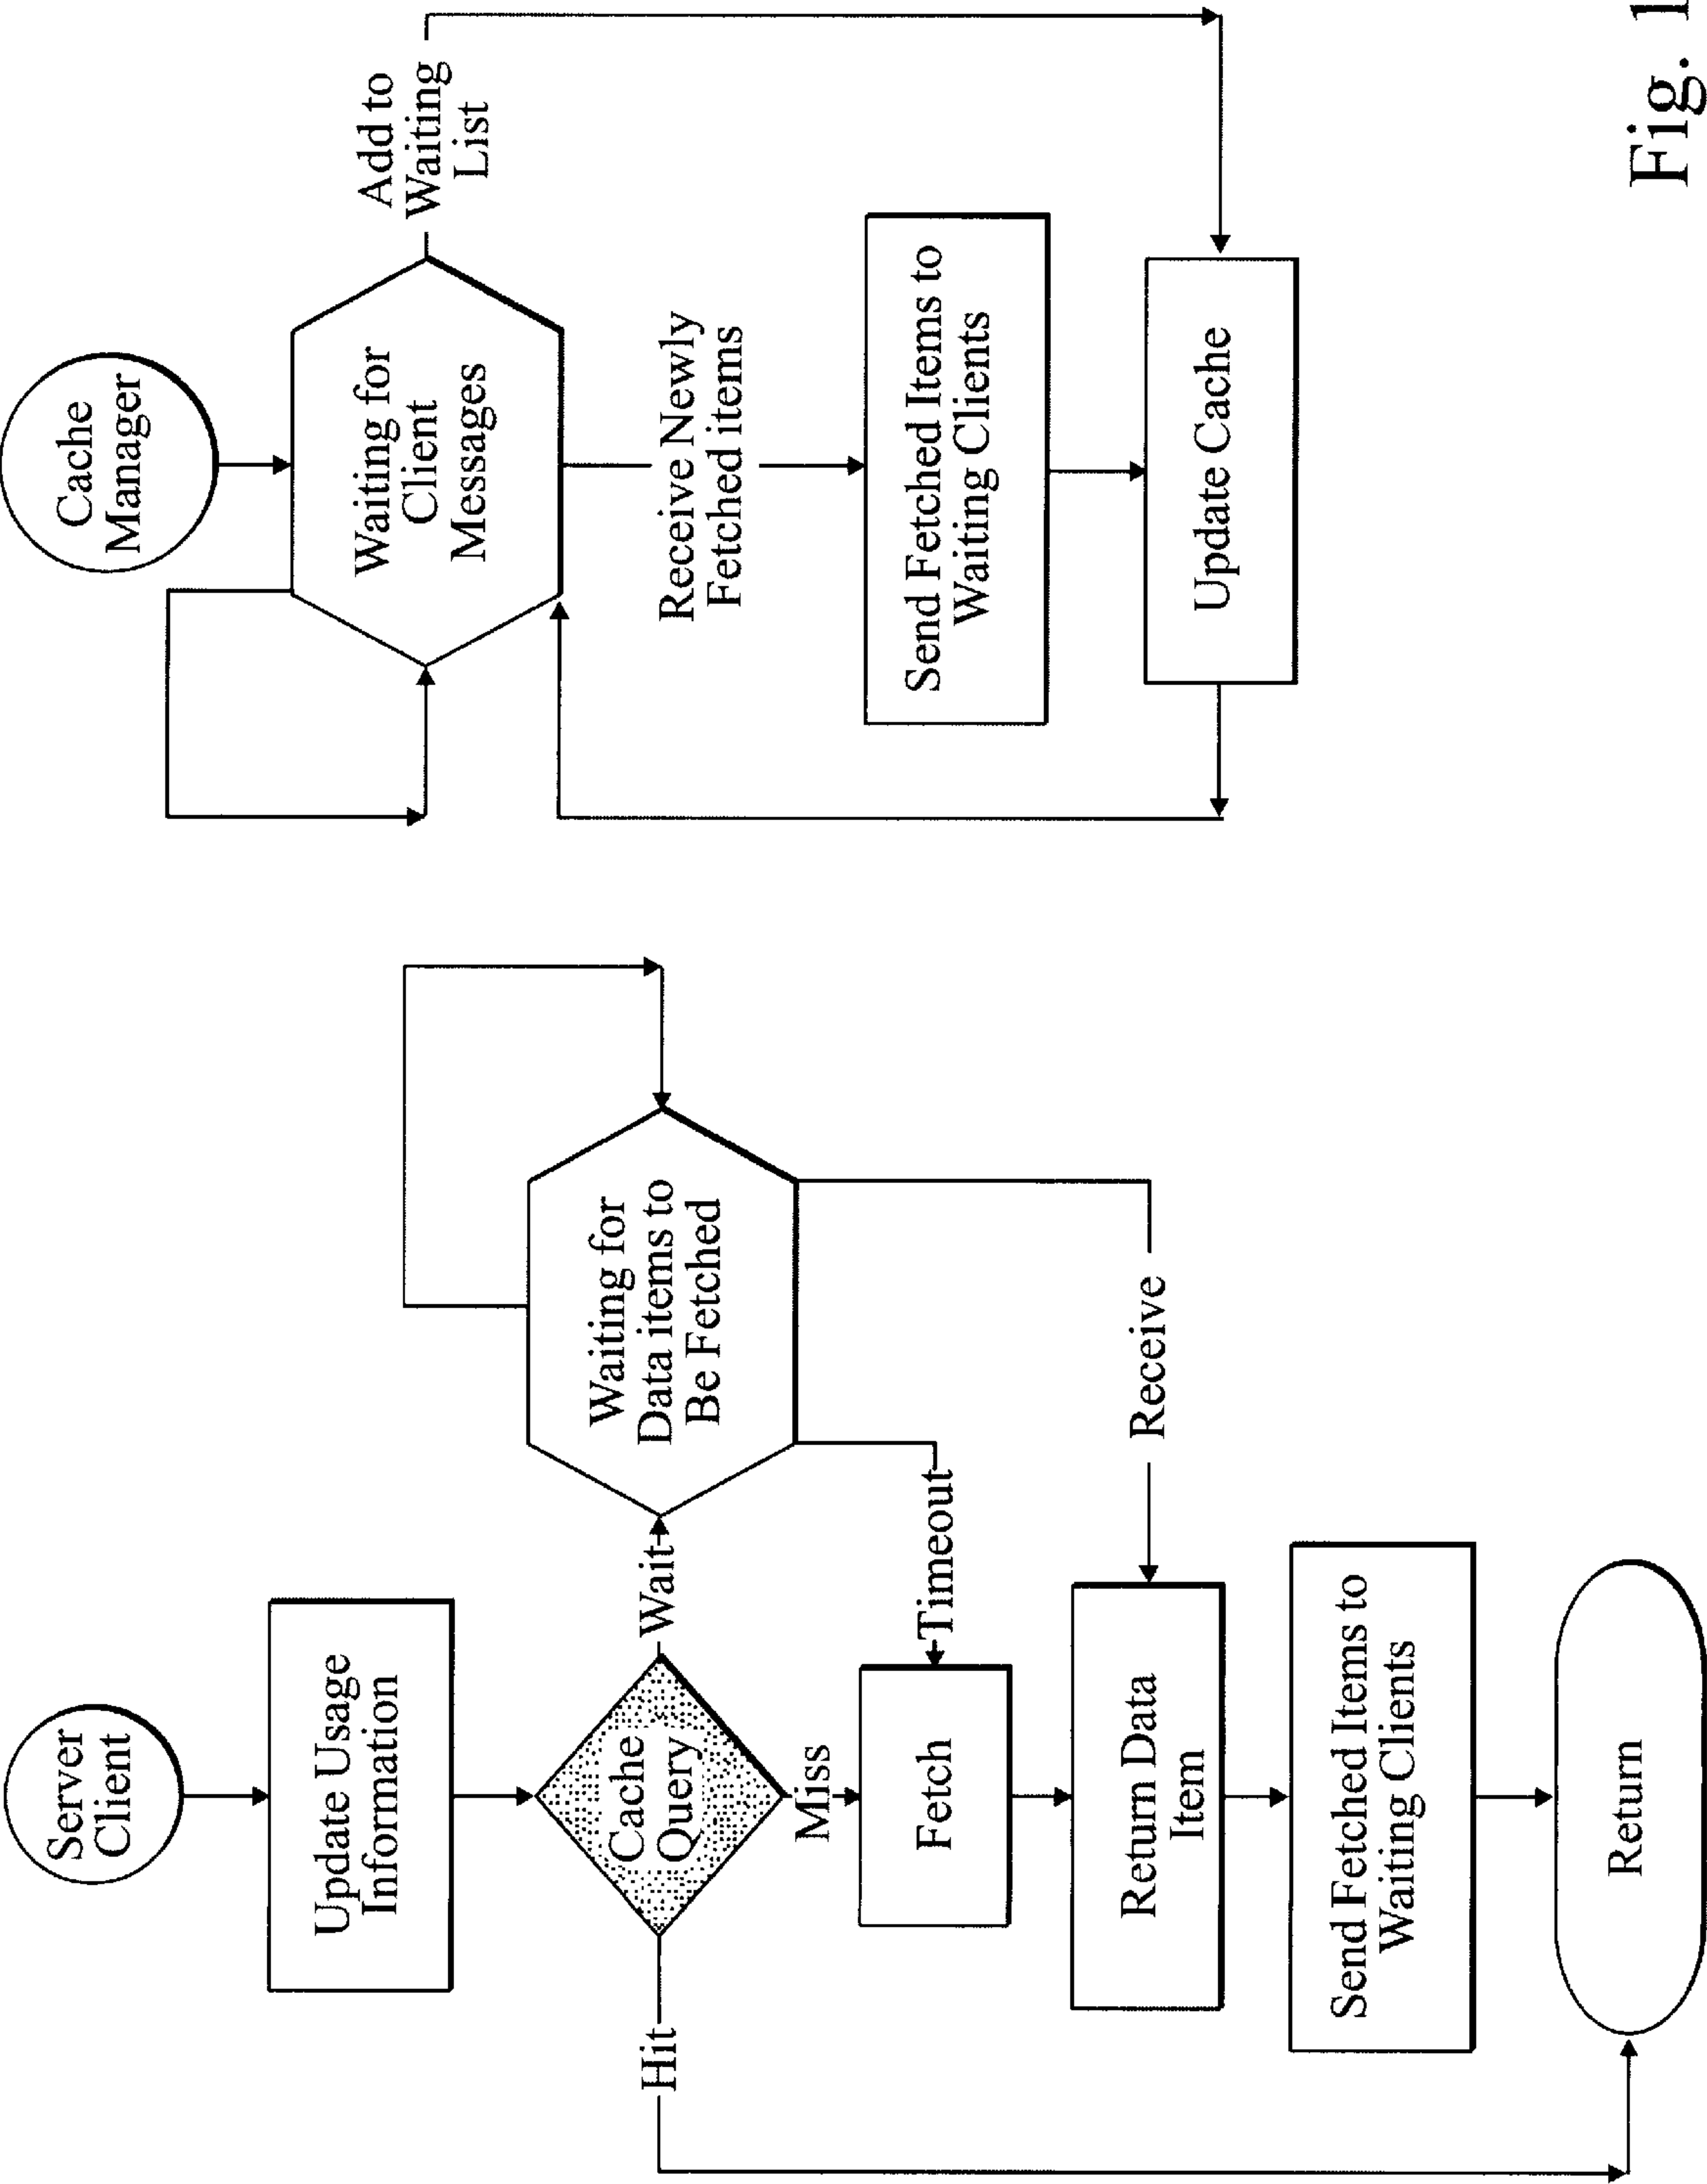 Server
Client
Update Usage
Information
Cache
Query
Hit
Wait
Miss
Waiting for
Data items to
Be Fetched
Timeout
Receive
Fetch
Return Data
Item
Send Fetched Items to
Waiting Clients
Return
Cache
Manager
Waiting for
Client
Messages
Add to
Waiting
List
Receive Newly
Fetched items
Send Fetched Items to
Waiting Clients
Update Cache
Fig. 1